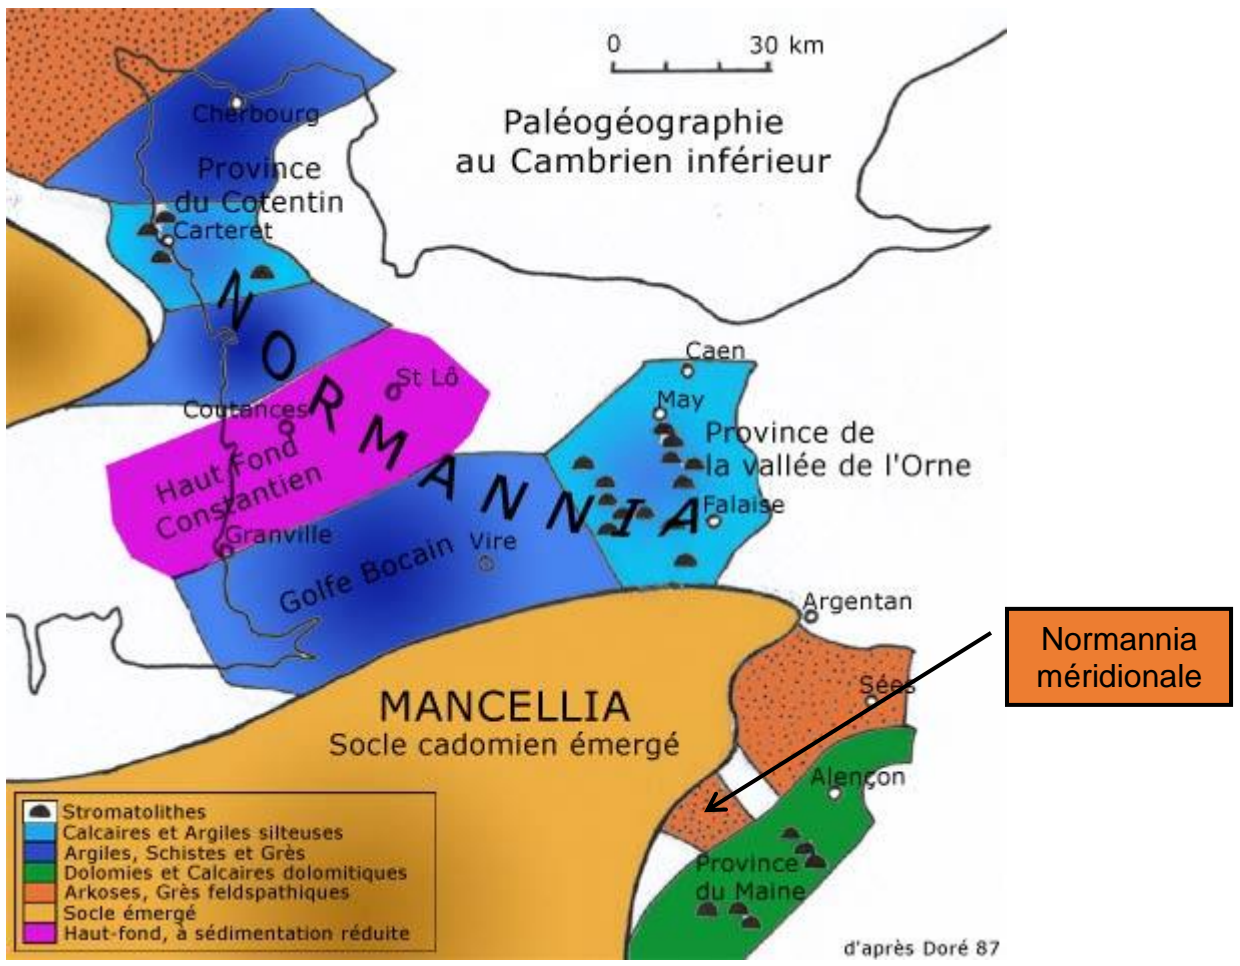 0 30 km
Paléogéographie
au Cambrien inférieur
Cherbourg
Province
du Cotentin
Carteret
NORMANNIA
Caen
St Lô
May
Coutances
Province de
la vallée de l'Orne
Haut Fond
Constantien
Falaise
Granville
Vire
Golfe Bocain
Argentan
Normannia
méridionale
Sées
MANCELLIA
Socle cadomien émergé
Alençon
Stromatolithes
Calcaires et Argiles silteuses
Argiles, Schistes et Grès
Dolomies et Calcaires dolomitiques
Arkoses, Grès feldspathiques
Socle émergé
Haut-fond, à sédimentation réduite
Province
du Maine
d'après Doré 87